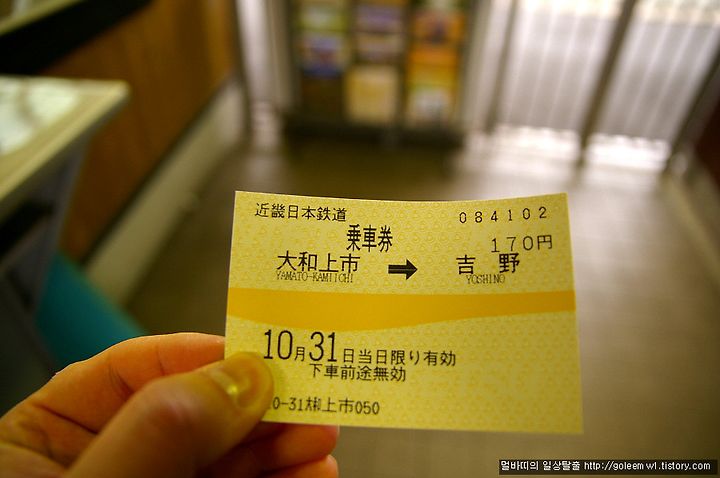 近畿日本鉄道 084102
乗車券
170円
大和上市 ➡ 吉野
YAMATO-KAMIICHI YOSHINO
10月31日当日限り有効
下車前途無効
0-31大和上市050
멀바띠의 일상탈출 http://goleemwl.tistory.com